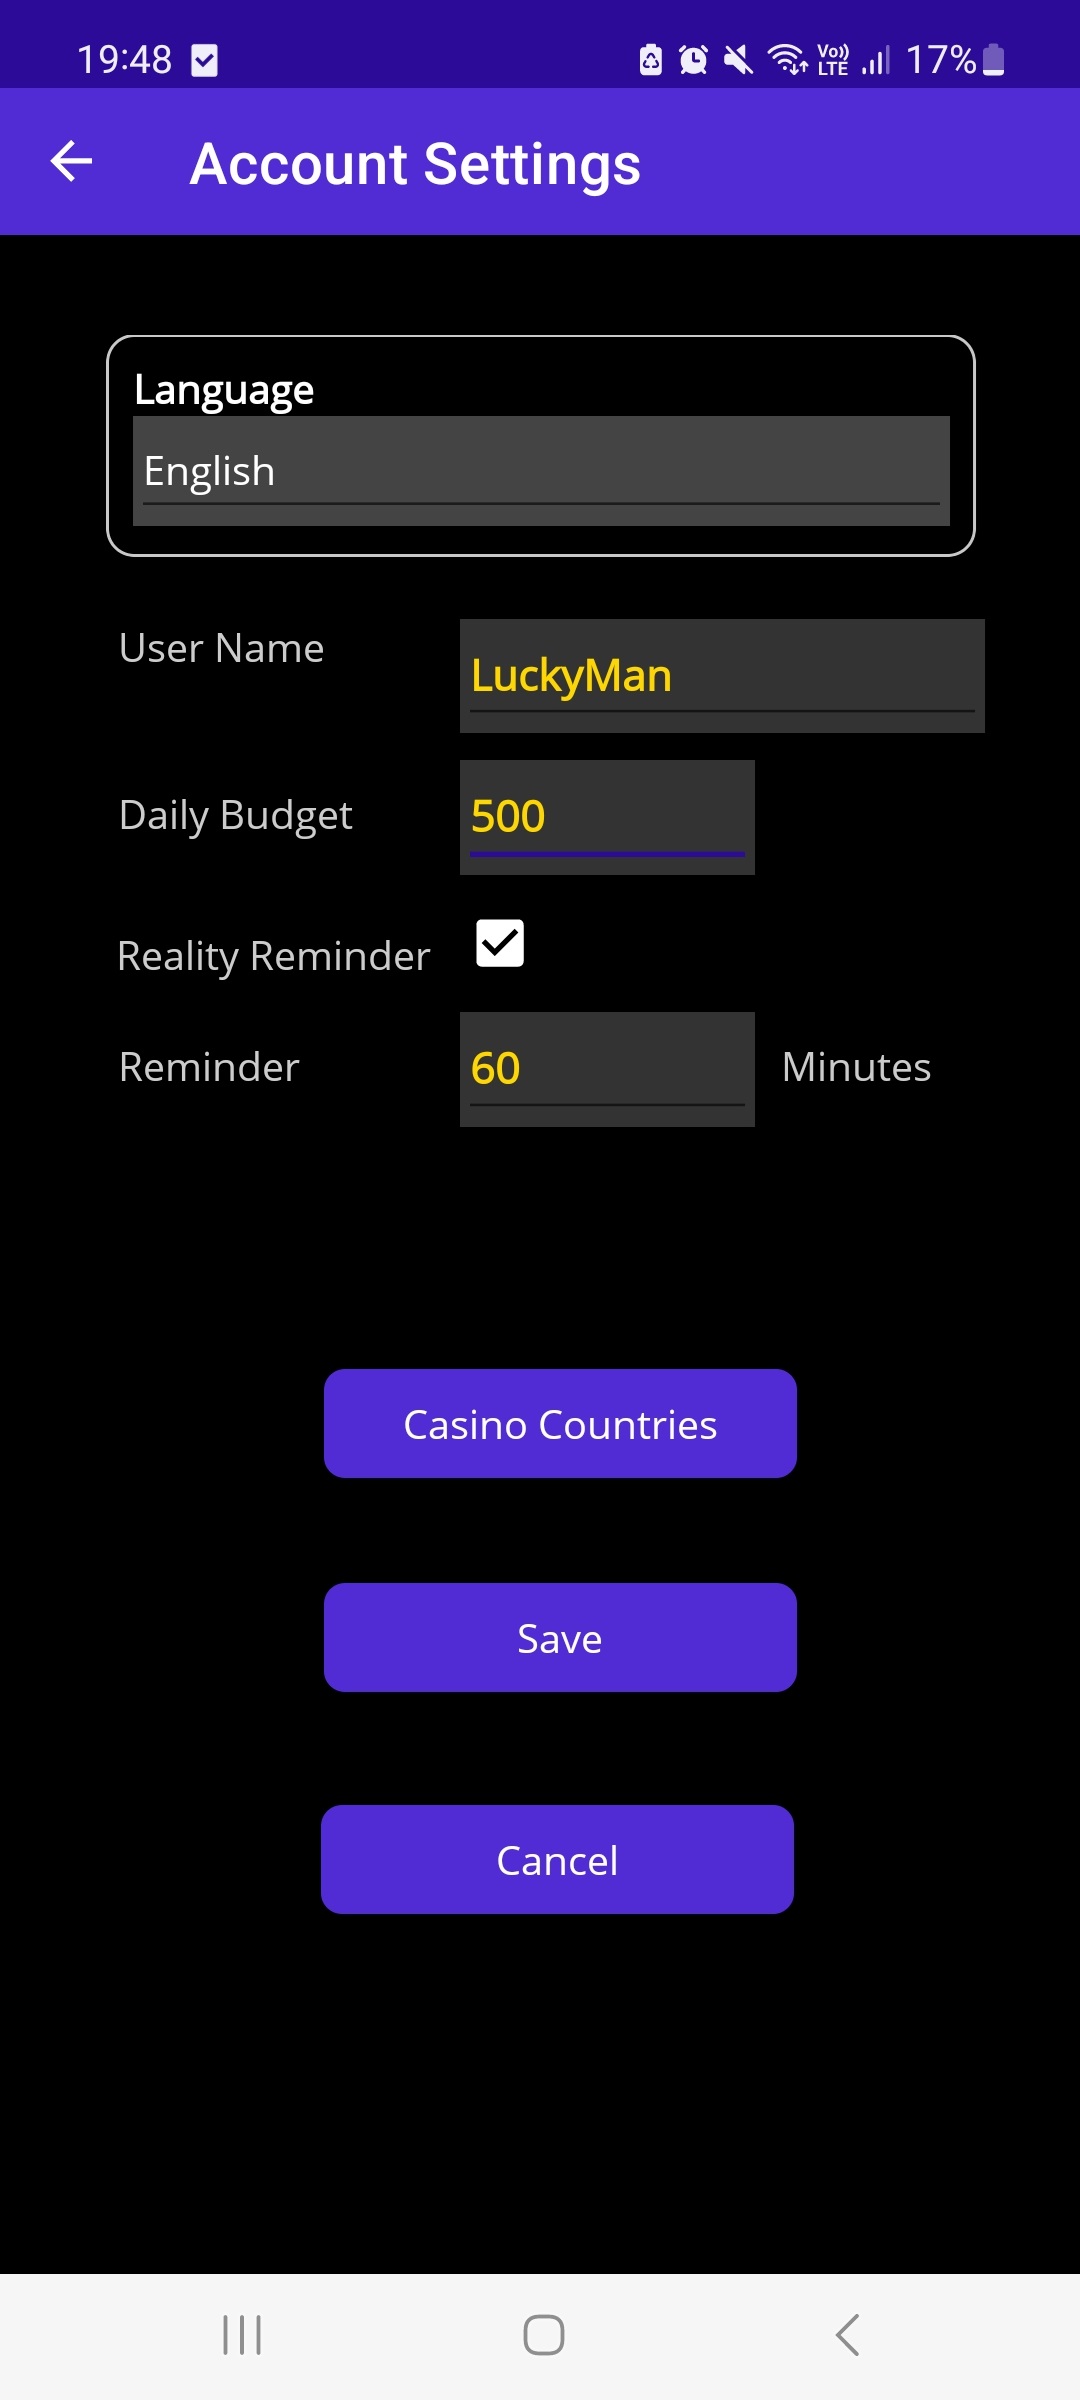 19:48
Vo)) LTE 17%
Account Settings
Language
English
User Name
LuckyMan
Daily Budget
500
Reality Reminder
Reminder
60
Minutes
Casino Countries
Save
Cancel